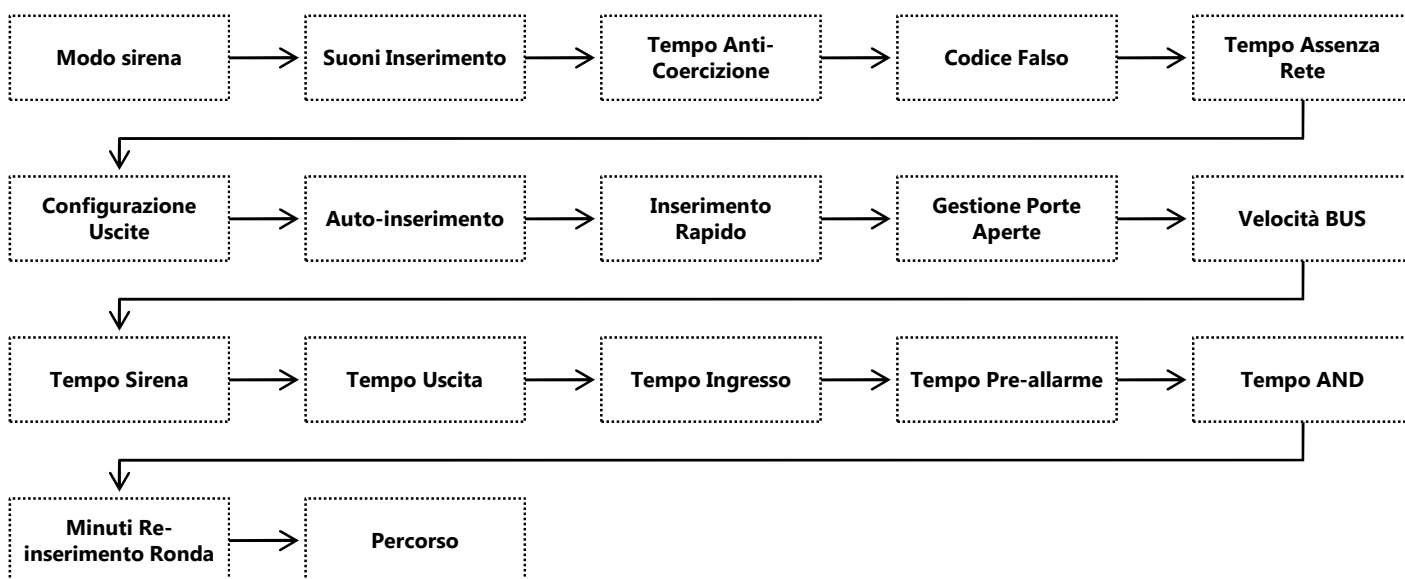 Modo sirena
Suoni Inserimento
Tempo Anti-
Coercizione
Codice Falso
Tempo Assenza
Rete
Configurazione
Uscite
Auto-inserimento
Inserimento
Rapido
Gestione Porte
Aperte
Velocità BUS
Tempo Sirena
Tempo Uscita
Tempo Ingresso
Tempo Pre-allarme
Tempo AND
Minuti Re-
inserimento Ronda
Percorso